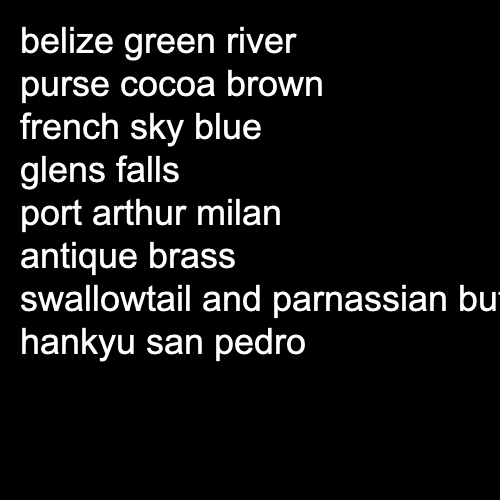 belize green river
purse cocoa brown
french sky blue
glens falls
port arthur milan
antique brass
swallowtail and parnassian
hankyu san pedro